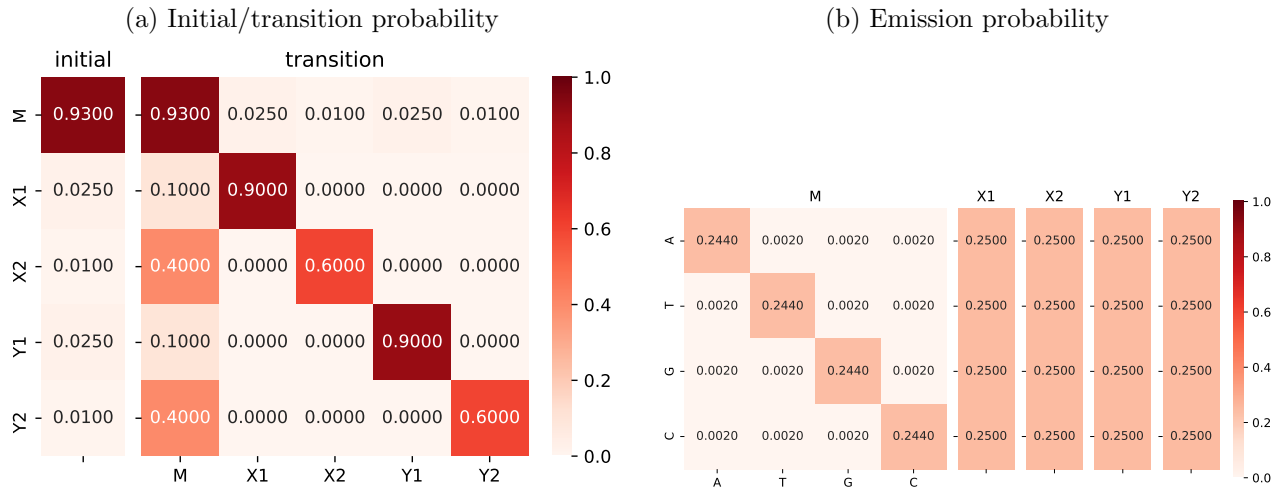 (a) Initial/transition probability
initial transition
M 0.9300 0.9300 0.0250 0.0100 0.0250 0.0100
X1 0.0250 0.1000 0.9000 0.0000 0.0000 0.0000
X2 0.0100 0.4000 0.0000 0.6000 0.0000 0.0000
Y1 0.0250 0.1000 0.0000 0.0000 0.9000 0.0000
Y2 0.0100 0.4000 0.0000 0.0000 0.0000 0.6000
M X1 X2 Y1 Y2
1.0
0.8
0.6
0.4
0.2
0.0
(b) Emission probability
M X1 X2 Y1 Y2
A 0.2440 0.0020 0.0020 0.0020 0.2500 0.2500 0.2500 0.2500
T 0.0020 0.2440 0.0020 0.0020 0.2500 0.2500 0.2500 0.2500
G 0.0020 0.0020 0.2440 0.0020 0.2500 0.2500 0.2500 0.2500
C 0.0020 0.0020 0.0020 0.2440 0.2500 0.2500 0.2500 0.2500
A T G C
1.0
0.8
0.6
0.4
0.2
0.0